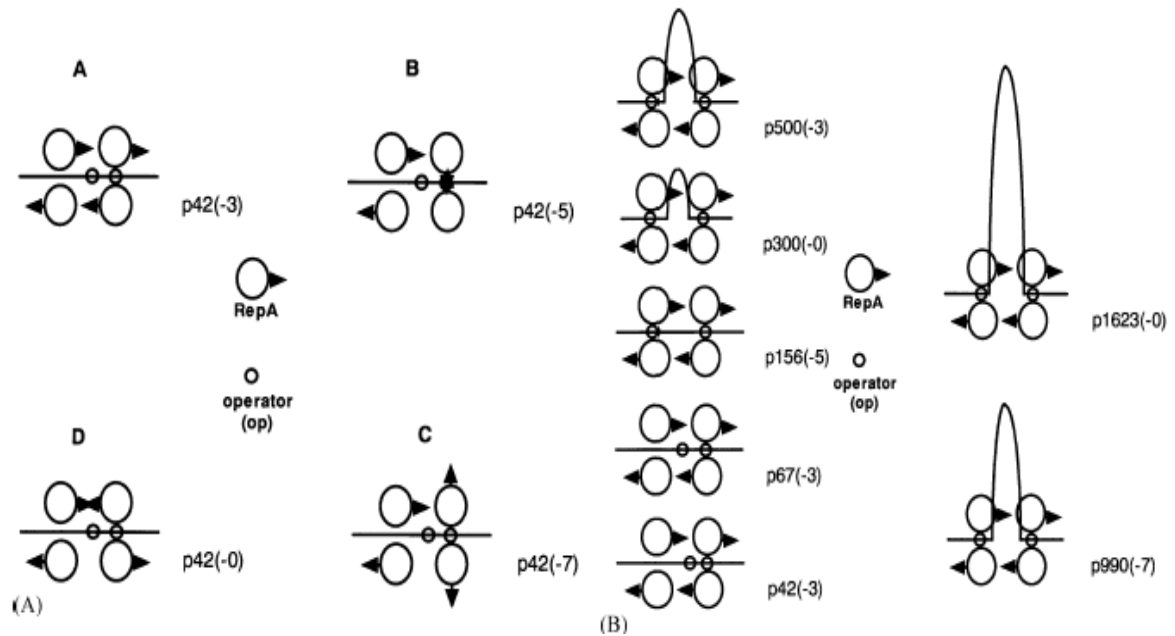 A
B
p42(-3)
p42(-5)
RepA
operator
(op)
D
C
p42(-0)
p42(-7)
(A)
p500(-3)
p300(-0)
p156(-5)
p67(-3)
p42(-3)
RepA
operator
(op)
p1623(-0)
p990(-7)
(B)